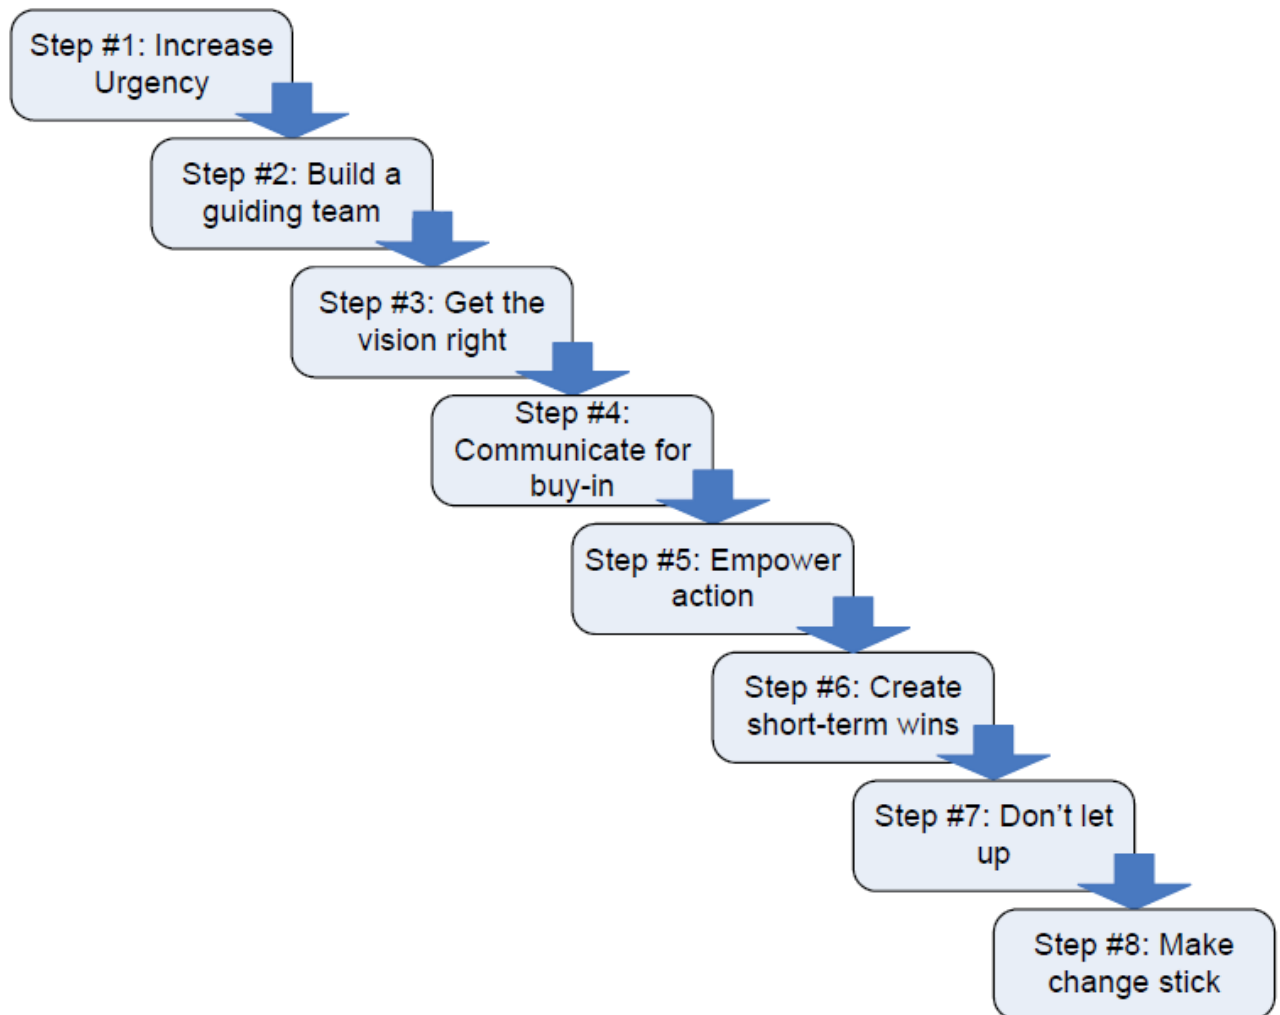 Step #1: Increase
Urgency
Step #2: Build a
guiding team
Step #3: Get the
vision right
Step #4:
Communicate for
buy-in
Step #5: Empower
action
Step #6: Create
short-term wins
Step #7: Don’t let
up
Step #8: Make
change stick